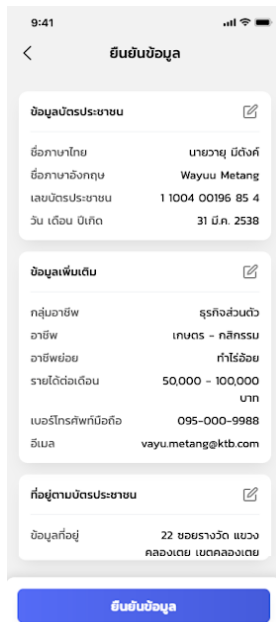 9:41
ยืนยันข้อมูล
ข้อมูลบัตรประชาชน
ชื่อภาษาไทย นายวายุ มีตังค์
ชื่อภาษาอังกฤษ Wayuu Metang
เลขบัตรประชาชน 1 1004 00196 85 4
วัน เดือน ปีเกิด 31 มี.ค. 2538
ข้อมูลเพิ่มเติม
กลุ่มอาชีพ ธุรกิจส่วนตัว
อาชีพ เกษตร - กสิกรรม
อาชีพย่อย ทำไร่อ้อย
รายได้ต่อเดือน 50,000 - 100,000
บาท
เบอร์โทรศัพท์มือถือ 095-000-9988
อีเมล vayu.metang@ktb.com
ที่อยู่ตามบัตรประชาชน
ข้อมูลที่อยู่ 22 ซอยรางวัด แขวง
คลองเตย เขตคลองเตย
ยืนยันข้อมูล